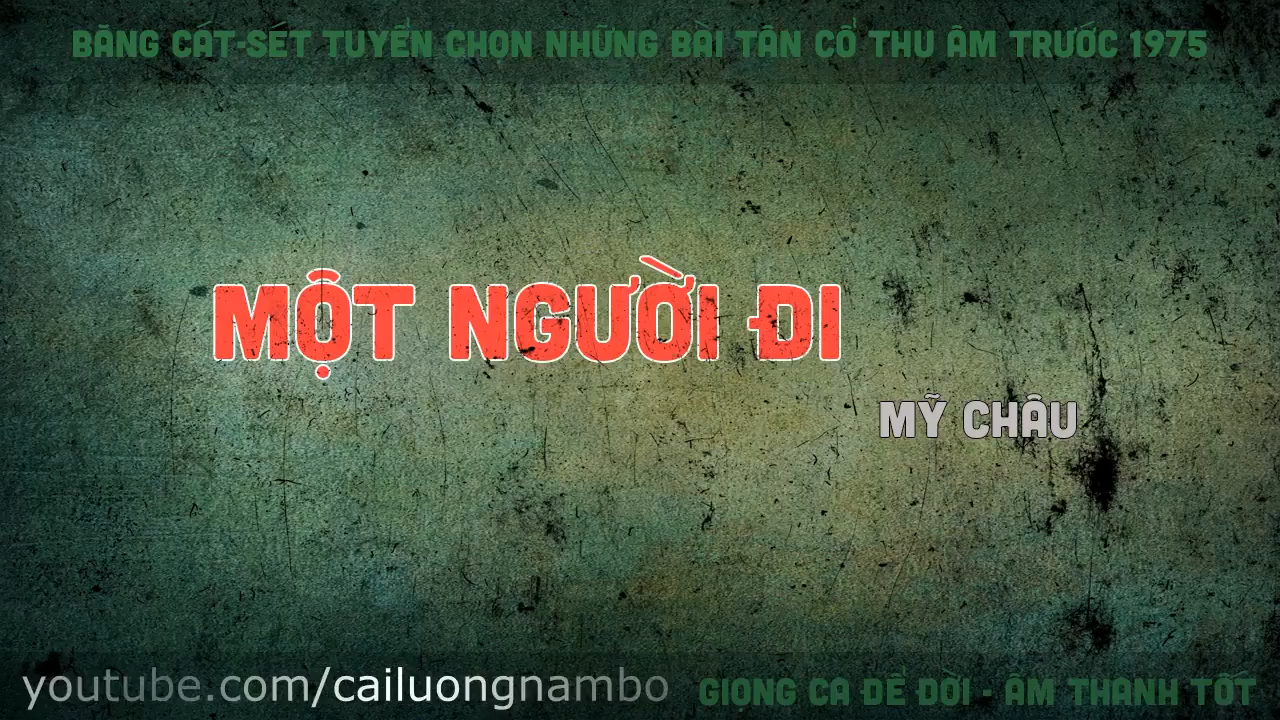 BĂNG CÁT-SÉT TUYỂN CHỌN NHỮNG BÀI TÂN CỔ THU ÂM TRƯỚC 1975
MỘT NGƯỜI ĐI
MỸ CHÂU
youtube.com/cailuongnambo
GIỌNG CA ĐỂ ĐỜI - ÂM THANH TỐT